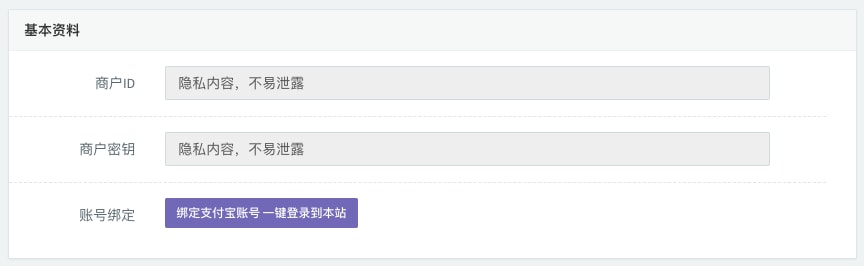 基本资料
商户ID
隐私内容，不易泄露
商户密钥
隐私内容，不易泄露
账号绑定
绑定支付宝账号一键登录到本站